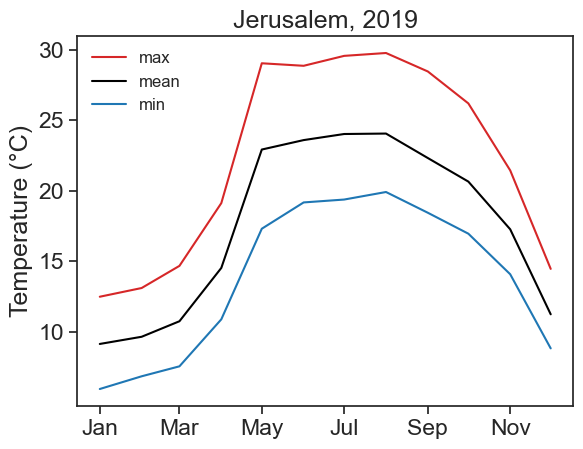 Jerusalem, 2019
max
mean
min
Temperature (°C)
30
25
20
15
10
Jan Mar May Jul Sep Nov